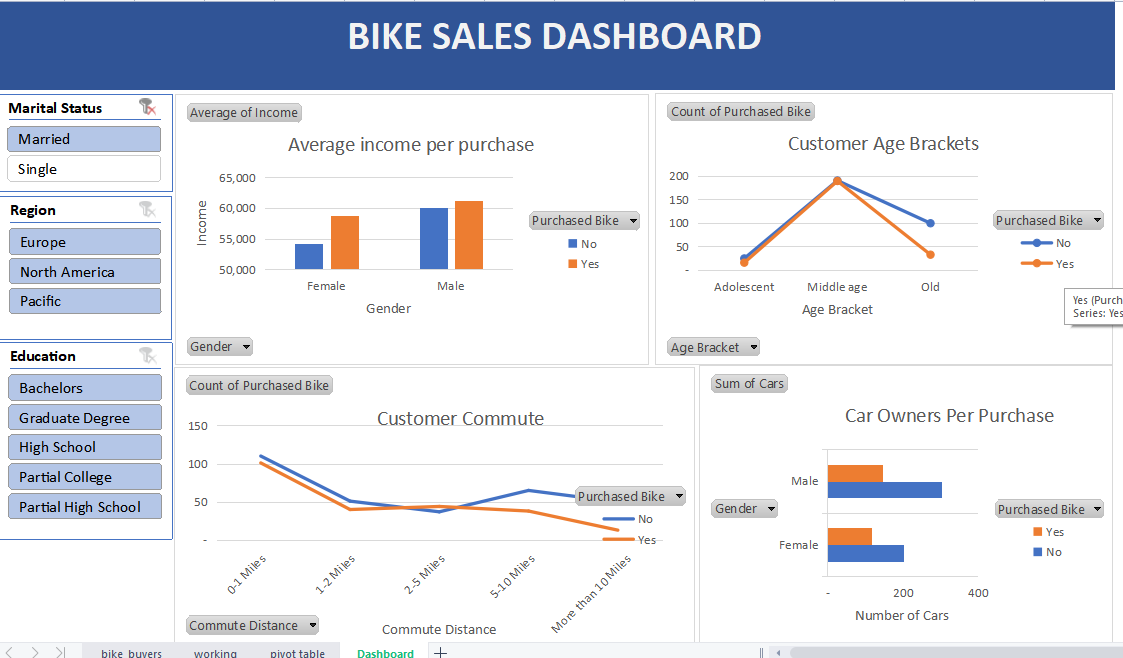 BIKE SALES DASHBOARD
Marital Status
Married
Single
Region
Europe
North America
Pacific
Education
Bachelors
Graduate Degree
High School
Partial College
Partial High School
Average of Income
Average income per purchase
65,000
60,000
55,000
50,000
Income
Female
Male
Gender
Purchased Bike
No
Yes
Gender
Count of Purchased Bike
Customer Age Brackets
200
150
100
50
-
Adolescent
Middle age
Old
Age Bracket
Purchased Bike
No
Yes
Yes (Purch
Series: Yes
Age Bracket
Count of Purchased Bike
Customer Commute
150
100
50
-
0-1 Miles
1-2 Miles
2-5 Miles
5-10 Miles
More than 10 Miles
Commute Distance
Purchased Bike
No
Yes
Commute Distance
Sum of Cars
Car Owners Per Purchase
Male
Female
Gender
-
200
400
Number of Cars
Purchased Bike
Yes
No
bike_buyers
working
pivot table
Dashboard